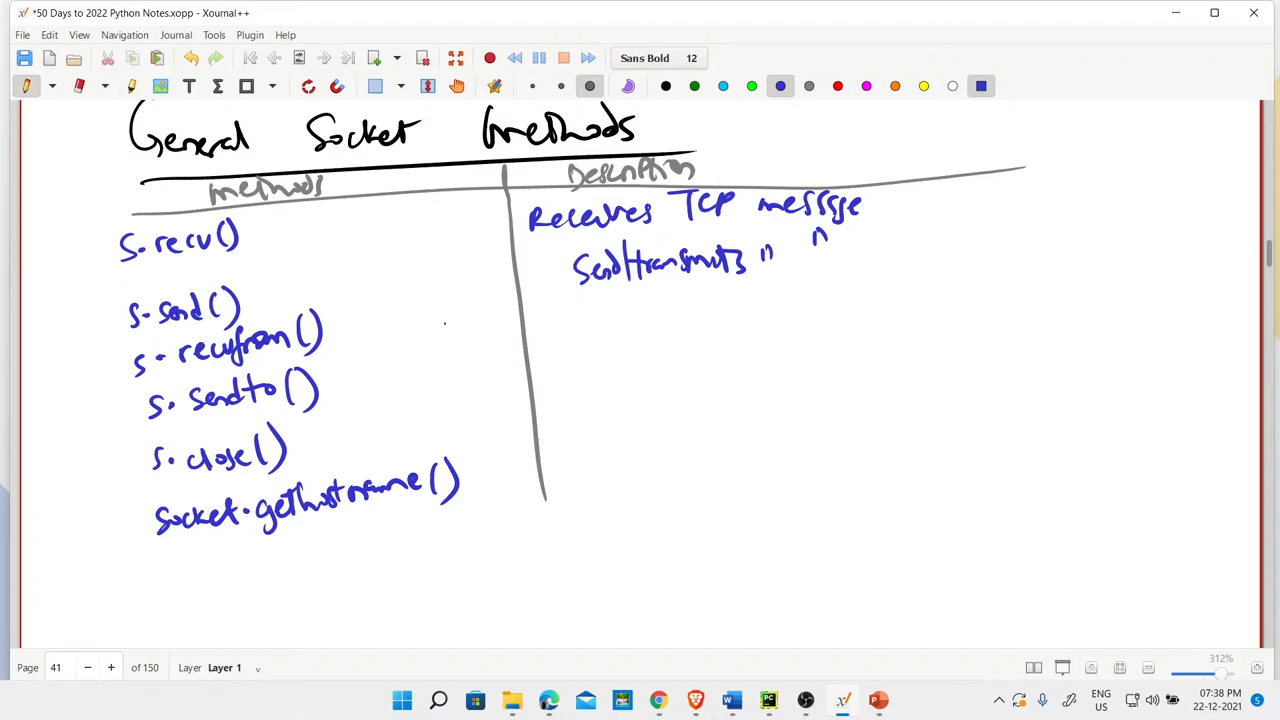 *50 Days to 2022 Python Notes.xopp - Xournal++
File Edit View Navigation Journal Tools Plugin Help
Sans Bold 12
General Socket Methods
methods Description
s.recv() Receives TCP message
Send/transmits " "
s.send()
s.recvfrom()
s.sendto()
s.close()
socket.gethostname()
312%
Page 41 of 150 Layer Layer 1
ENG
US
07:38 PM
22-12-2021
5